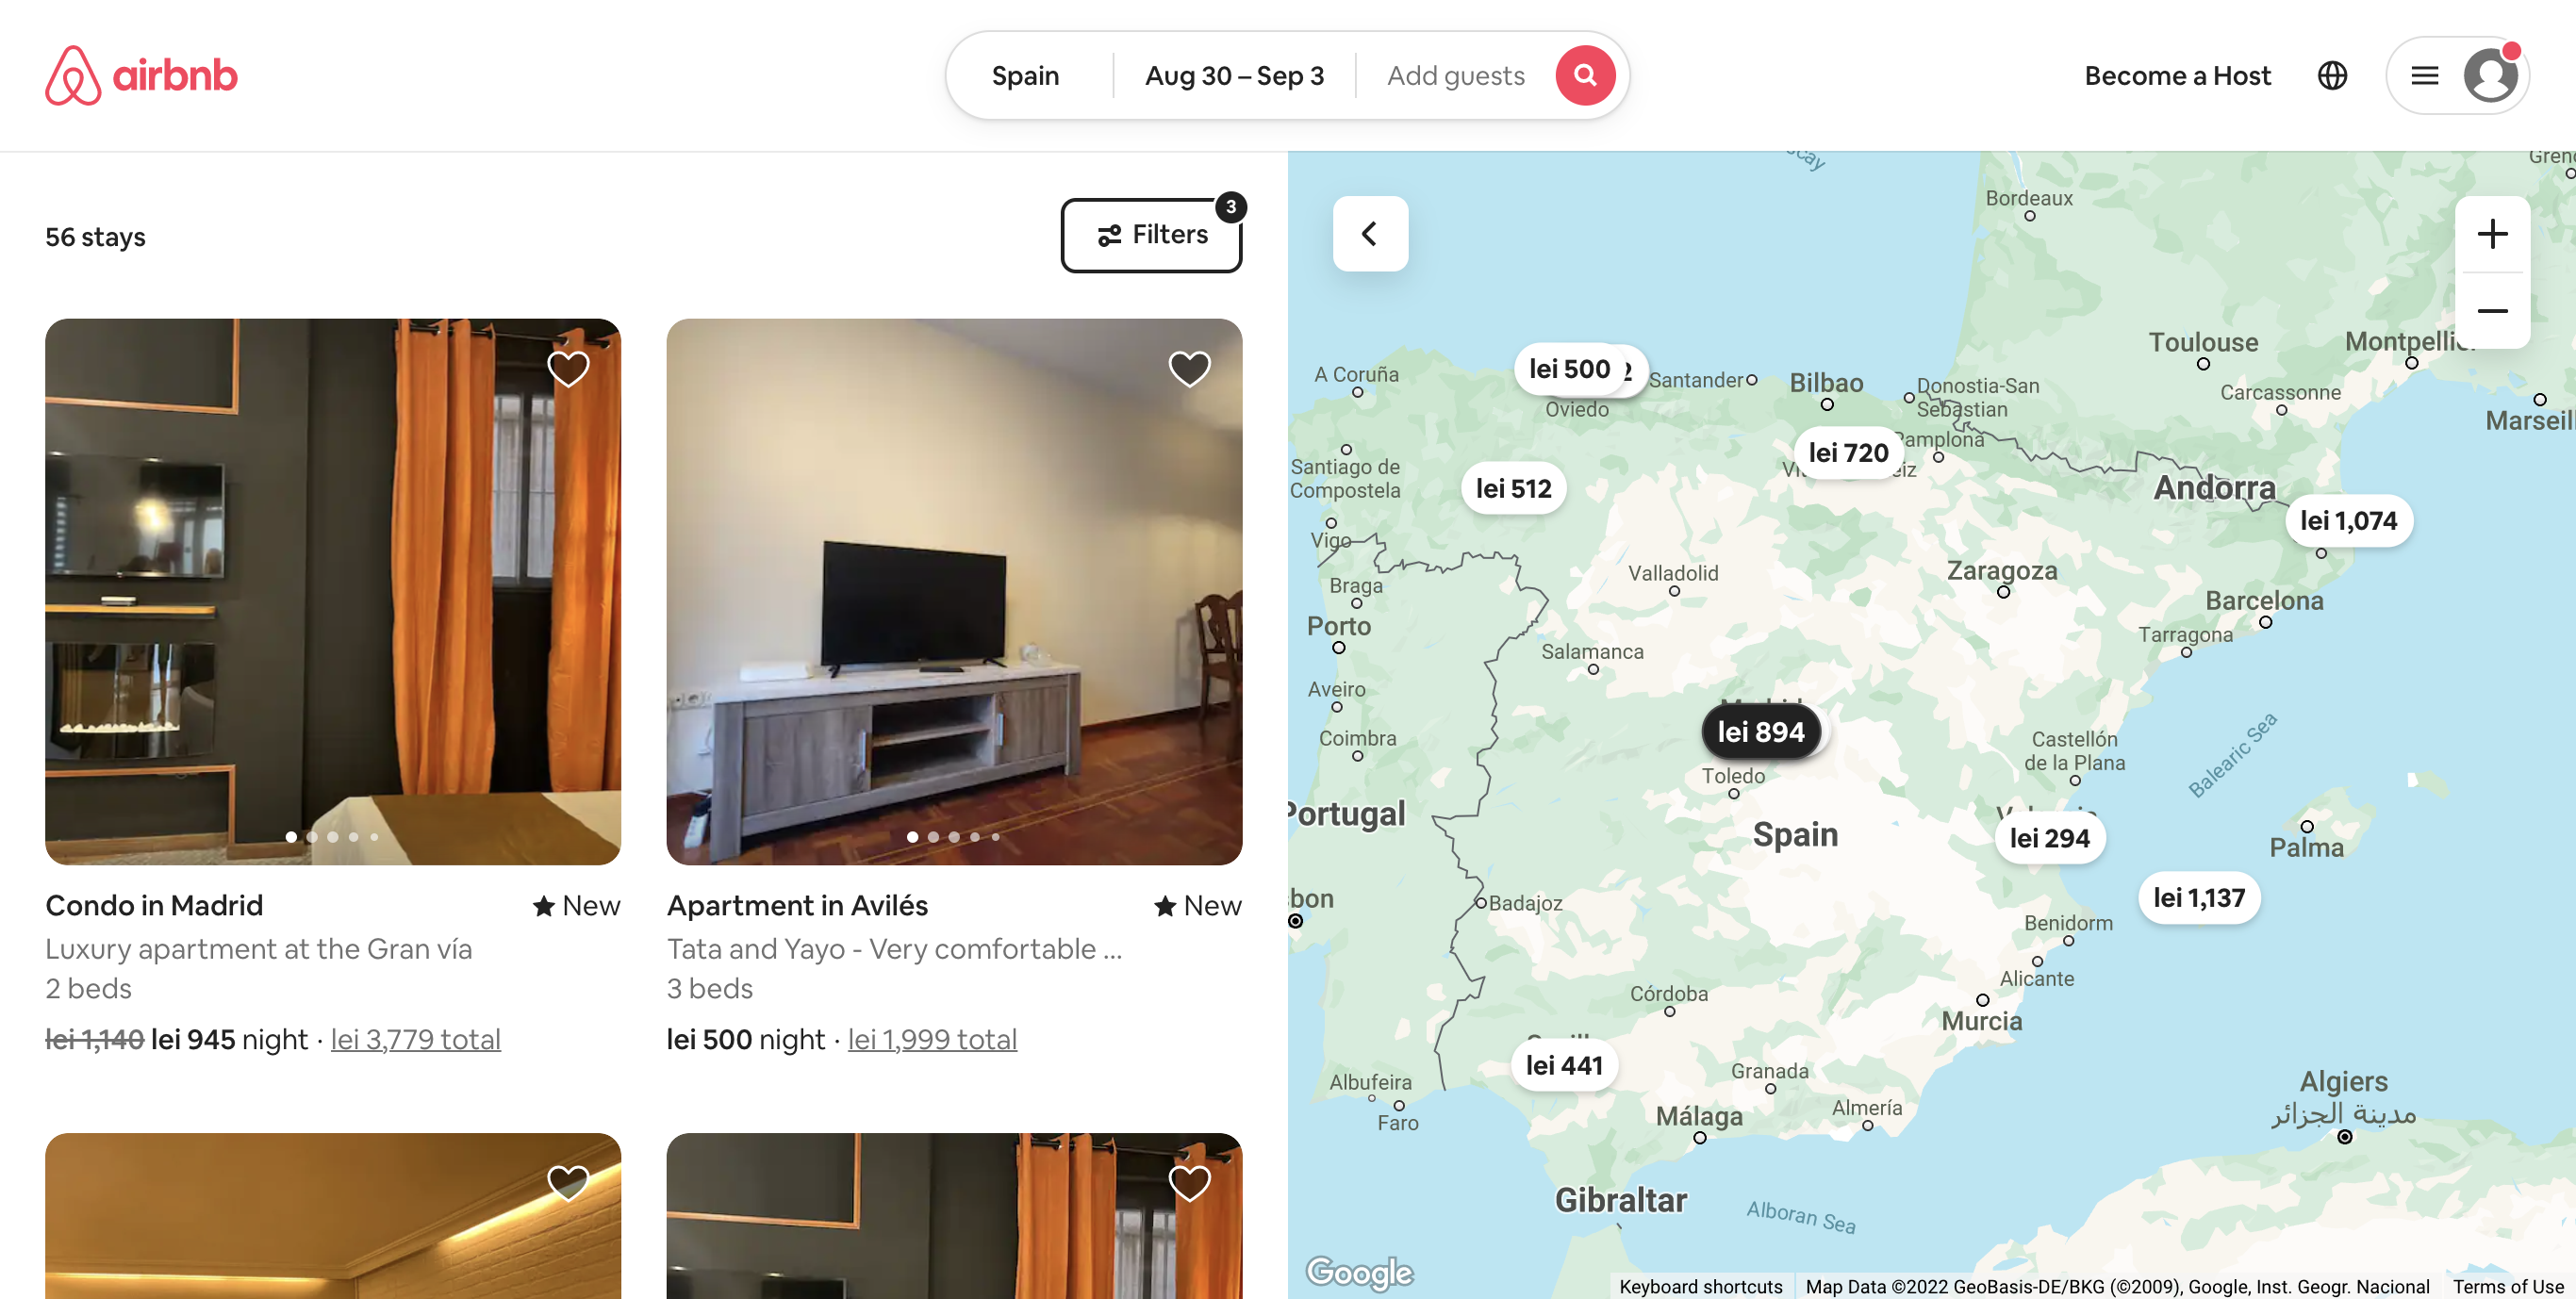 airbnb
Spain
Aug 30 – Sep 3
Add guests
Become a Host
56 stays
Filters
3
Condo in Madrid
New
Luxury apartment at the Gran vía
2 beds
lei 1,140 lei 945 night · lei 3,779 total
Apartment in Avilés
New
Tata and Yayo - Very comfortable ...
3 beds
lei 500 night · lei 1,999 total
Bordeaux
Toulouse
A Coruña
lei 500
Santander
Bilbao
Donostia-San
Sebastian
Carcassonne
Oviedo
lei 720
Santiago de
Compostela
lei 512
Andorra
lei 1,074
Vigo
Braga
Valladolid
Zaragoza
Barcelona
Porto
Tarragona
Salamanca
Aveiro
lei 894
Coimbra
Toledo
Castellón
de la Plana
Balearic Sea
Portugal
Spain
lei 294
Palma
lei 1,137
Badajoz
Benidorm
Alicante
Córdoba
Murcia
lei 441
Granada
Albufeira
Faro
Málaga
Almería
Algiers
مدينة الجزائر
Gibraltar
Alboran Sea
Google
Keyboard shortcuts
Map Data ©2022 GeoBasis-DE/BKG (©2009), Google, Inst. Geogr. Nacional
Terms of Use